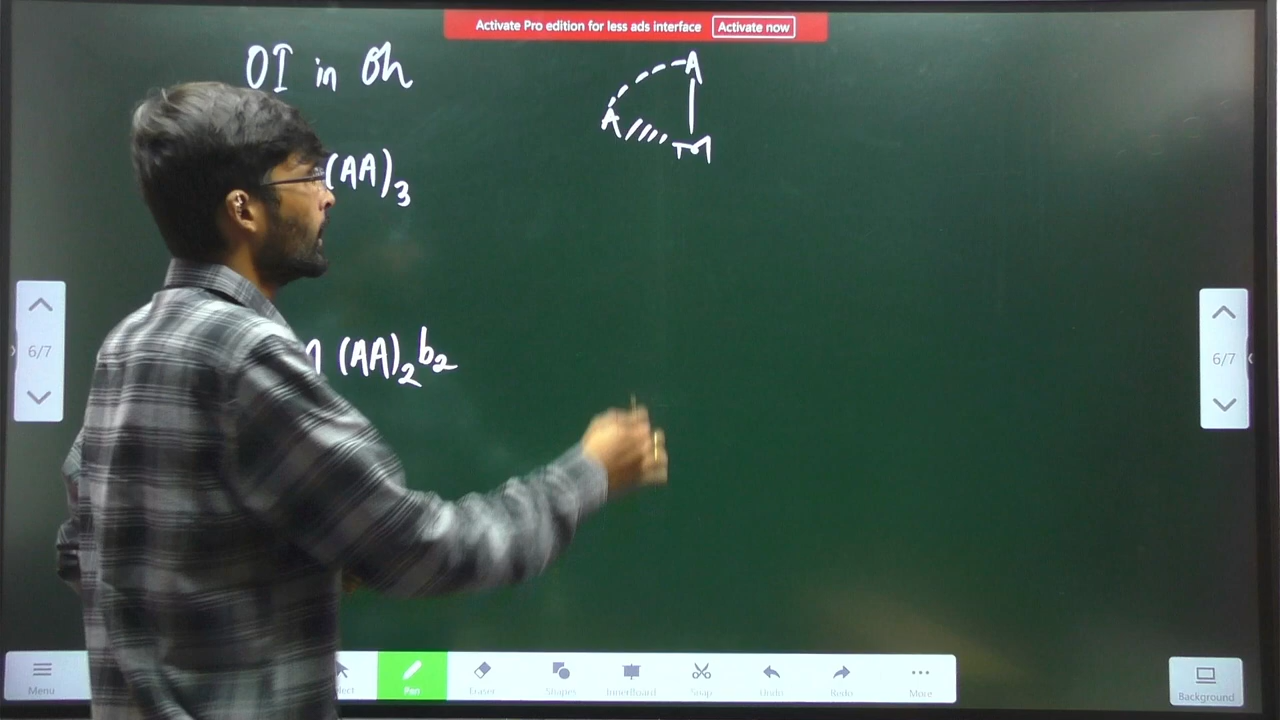 Activate Pro edition for less ads interface Activate now
OI in Oh
A
A
M
(AA)3
(AA)2b2
6/7
6/7
Menu
Pen
Eraser
Shapes
InnerBoard
Snap
Undo
Redo
More
Background